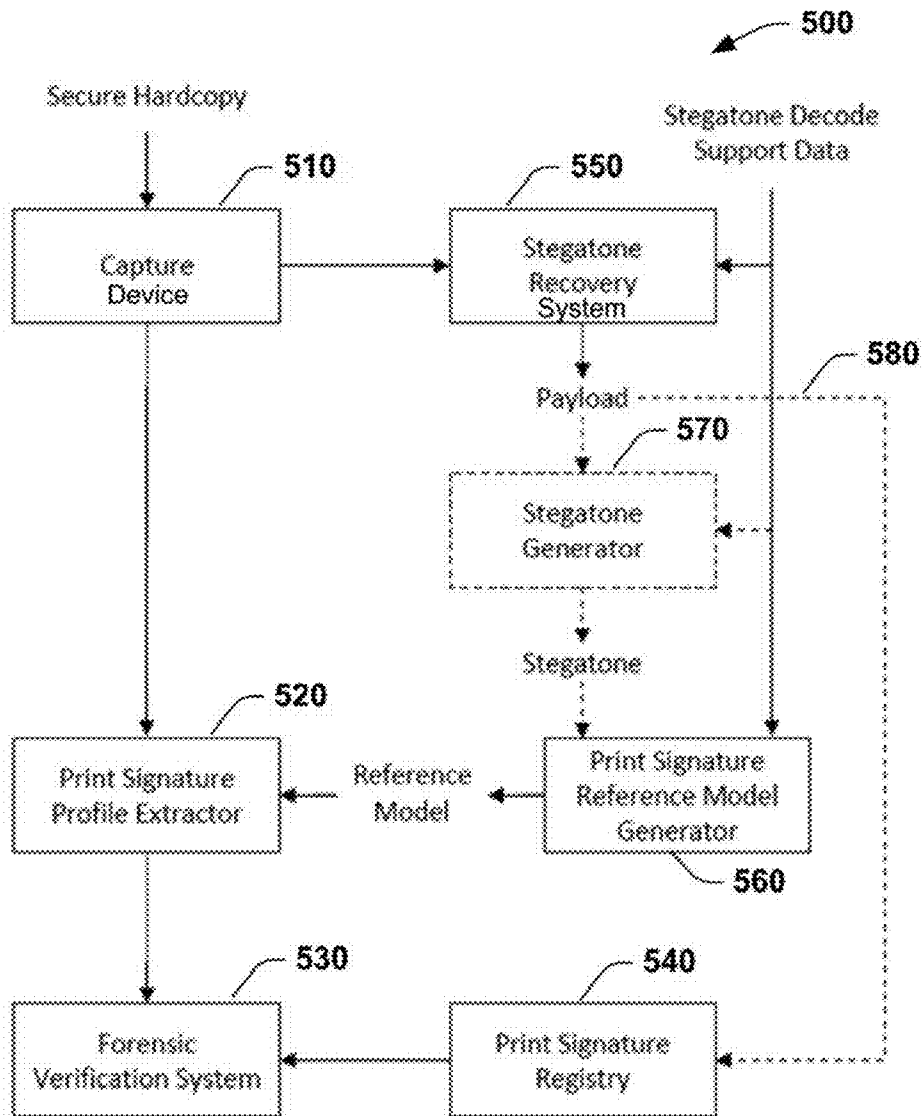 500
Secure Hardcopy
Stegatone Decode
Support Data
510
550
Capture
Device
Stegatone
Recovery
System
580
Payload
570
Stegatone
Generator
Stegatone
520
Print Signature
Profile Extractor
Reference
Model
Print Signature
Reference Model
Generator
560
530
540
Forensic
Verification System
Print Signature
Registry